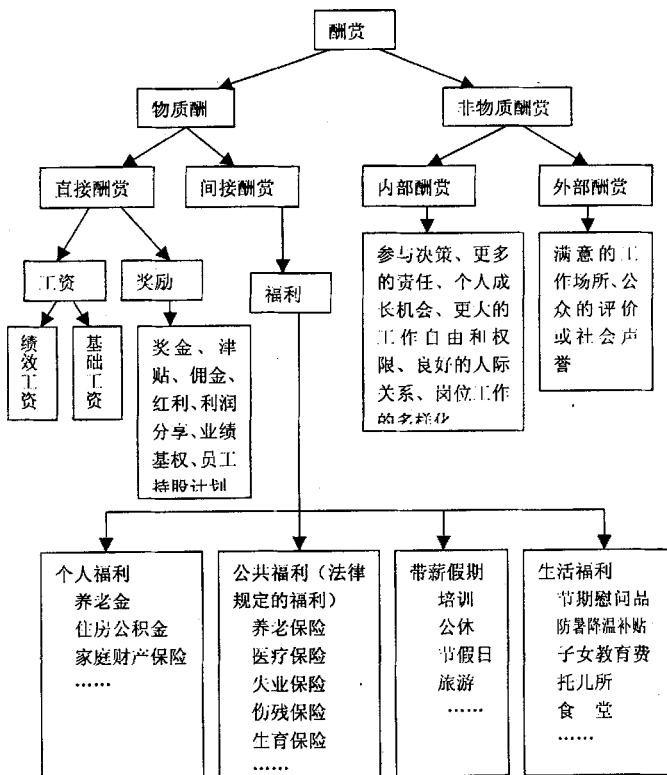 酬赏
物质酬
非物质酬赏
直接酬赏
间接酬赏
内部酬赏
外部酬赏
工资
奖励
福利
参与决策、更多
的责任、个人成
长机会、更大的
工作自由和权
限、良好的人际
关系、岗位工作
的多样化
满意的工
作场所、公
众的评价
或社会声
誉
绩效工资
基础工资
奖金、津
贴、佣金、
红利、利润
分享、业绩
基权、员工
持股计划
个人福利
养老金
住房公积金
家庭财产保险
……
公共福利（法律
规定的福利）
养老保险
医疗保险
失业保险
伤残保险
生育保险
……
带薪假期
培训
公休
节假日
旅游
……
生活福利
节期慰问品
防暑降温补贴
子女教育费
托儿所
食　堂
……